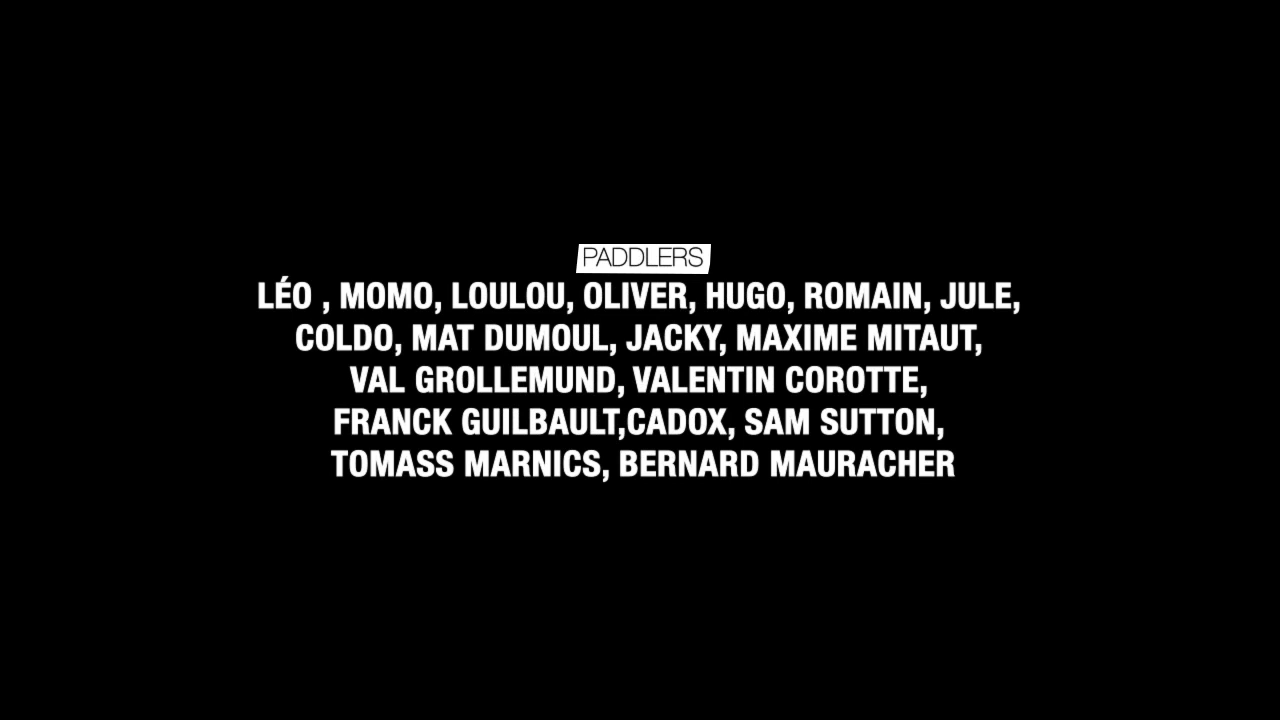 PADDLERS
LÉO , MOMO, LOULOU, OLIVER, HUGO, ROMAIN, JULE,
COLDO, MAT DUMOUL, JACKY, MAXIME MITAUT,
VAL GROLLEMUND, VALENTIN COROTTE,
FRANCK GUILBAULT,CADOX, SAM SUTTON,
TOMASS MARNICS, BERNARD MAURACHER